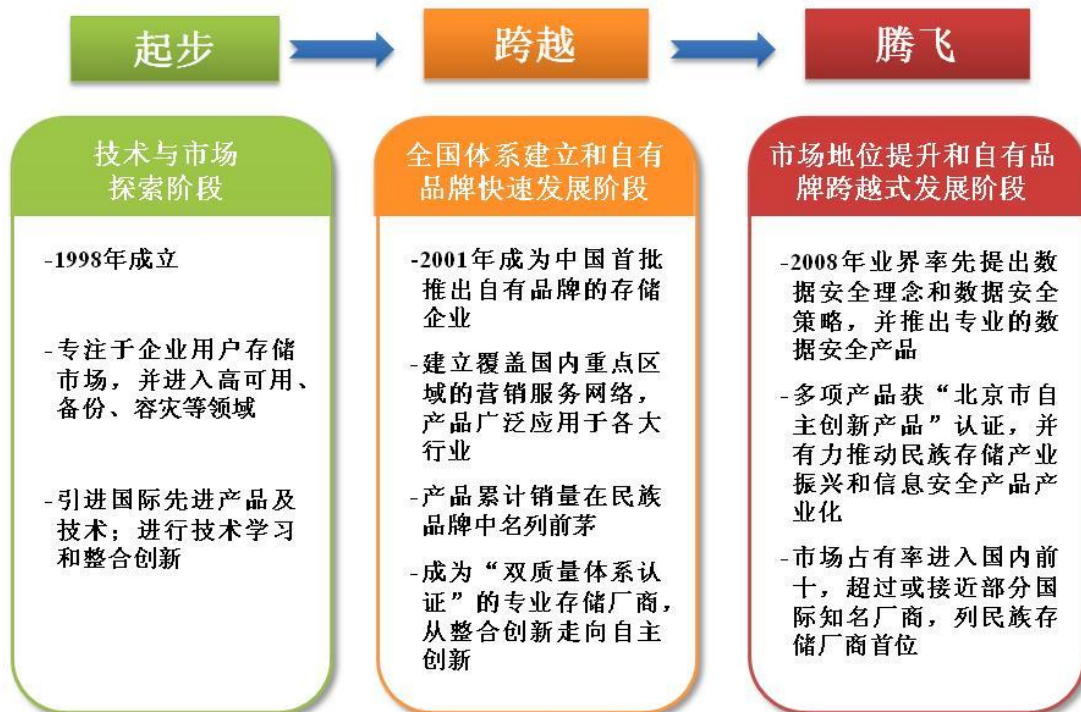 起步
跨越
腾飞
技术与市场
探索阶段
-1998年成立
-专注于企业用户存储
市场，并进入高可用、
备份、容灾等领域
-引进国际先进产品及
技术；进行技术学习
和整合创新
全国体系建立和自有
品牌快速发展阶段
-2001年成为中国首批
推出自有品牌的存储
企业
-建立覆盖国内重点区
域的营销服务网络，
产品广泛应用于各大
行业
-产品累计销量在民族
品牌中名列前茅
-成为“双质量体系认
证”的专业存储厂商，
从整合创新走向自主
创新
市场地位提升和自有品
牌跨越式发展阶段
-2008年业界率先提出数
据安全理念和数据安全
策略，并推出专业的数
据安全产品
-多项产品获“北京市自
主创新产品”认证，并
有力推动民族存储产业
振兴和信息安全产品产
业化
-市场占有率进入国内前
十，超过或接近部分国
际知名厂商，列民族存
储厂商首位